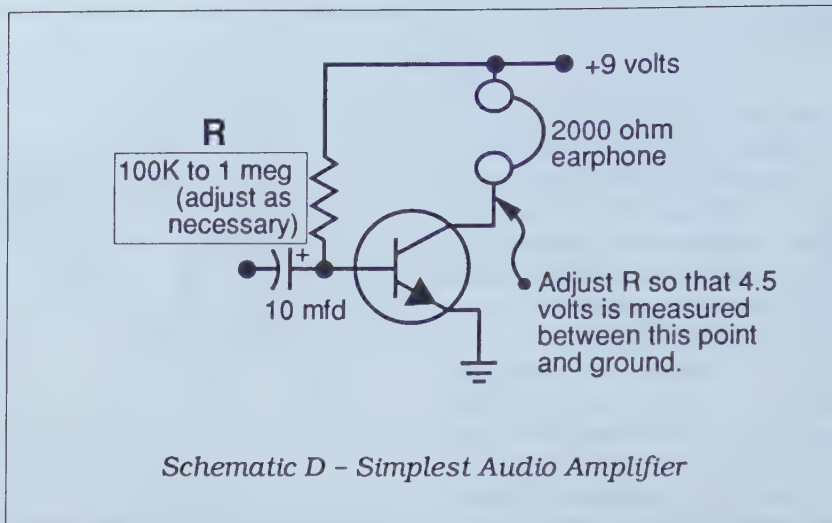 +9 volts
R
100K to 1 meg
(adjust as
necessary)
2000 ohm
earphone
+
10 mfd
Adjust R so that 4.5
volts is measured
between this point
and ground.
Schematic D – Simplest Audio Amplifier